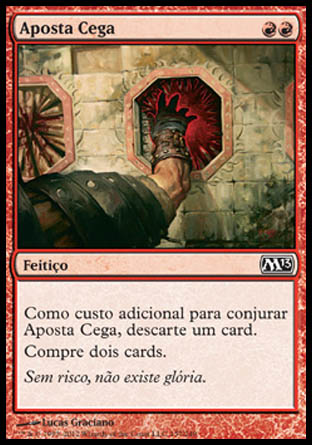 Aposta Cega
Feitiço
M13
Como custo adicional para conjurar
Aposta Cega, descarte um card.
Compre dois cards.
Sem risco, não existe glória.
Lucas Graciano